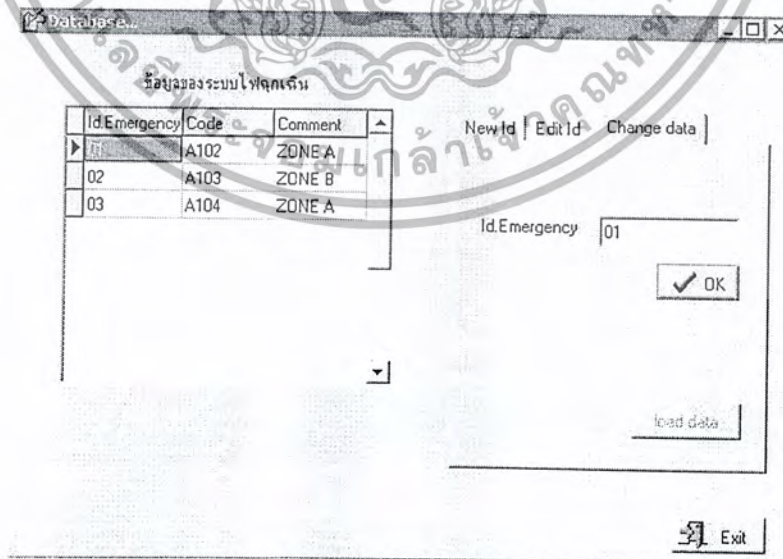 Database...
ข้อมูลของระบบไฟฉุกเฉิน
Id.Emergency Code Comment
01 A102 ZONE A
02 A103 ZONE B
03 A104 ZONE A
New Id Edit Id Change data
Id.Emergency 01
OK
load data
Exit